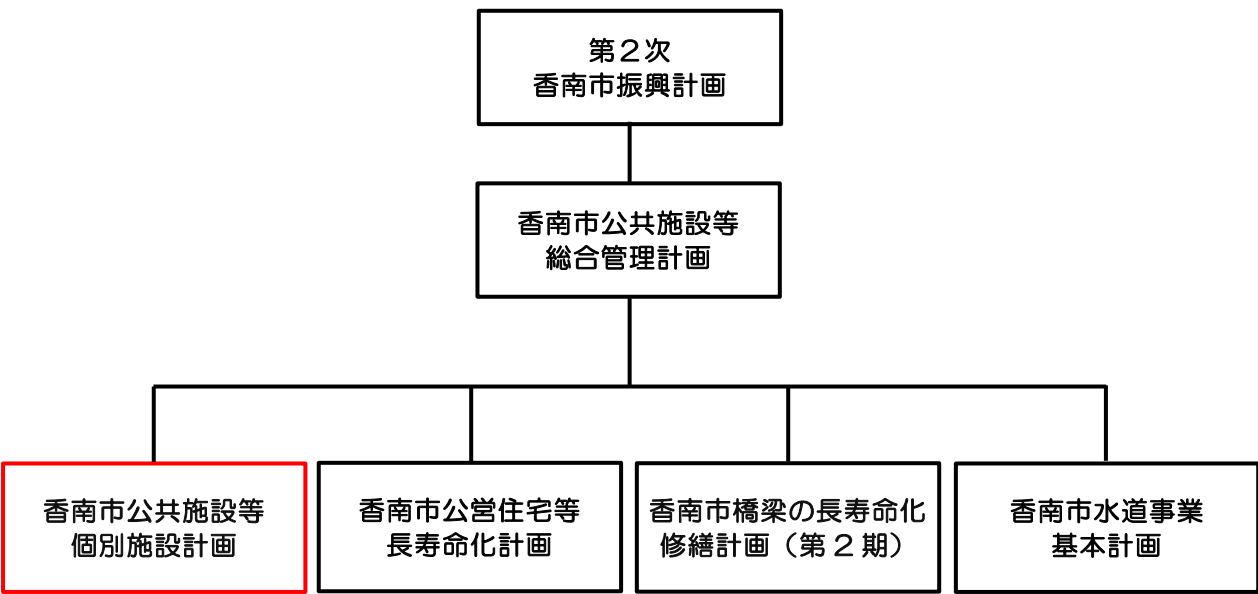 第２次
香南市振興計画
香南市公共施設等
総合管理計画
香南市公共施設等
個別施設計画
香南市公営住宅等
長寿命化計画
香南市橋梁の長寿命化
修繕計画（第２期）
香南市水道事業
基本計画